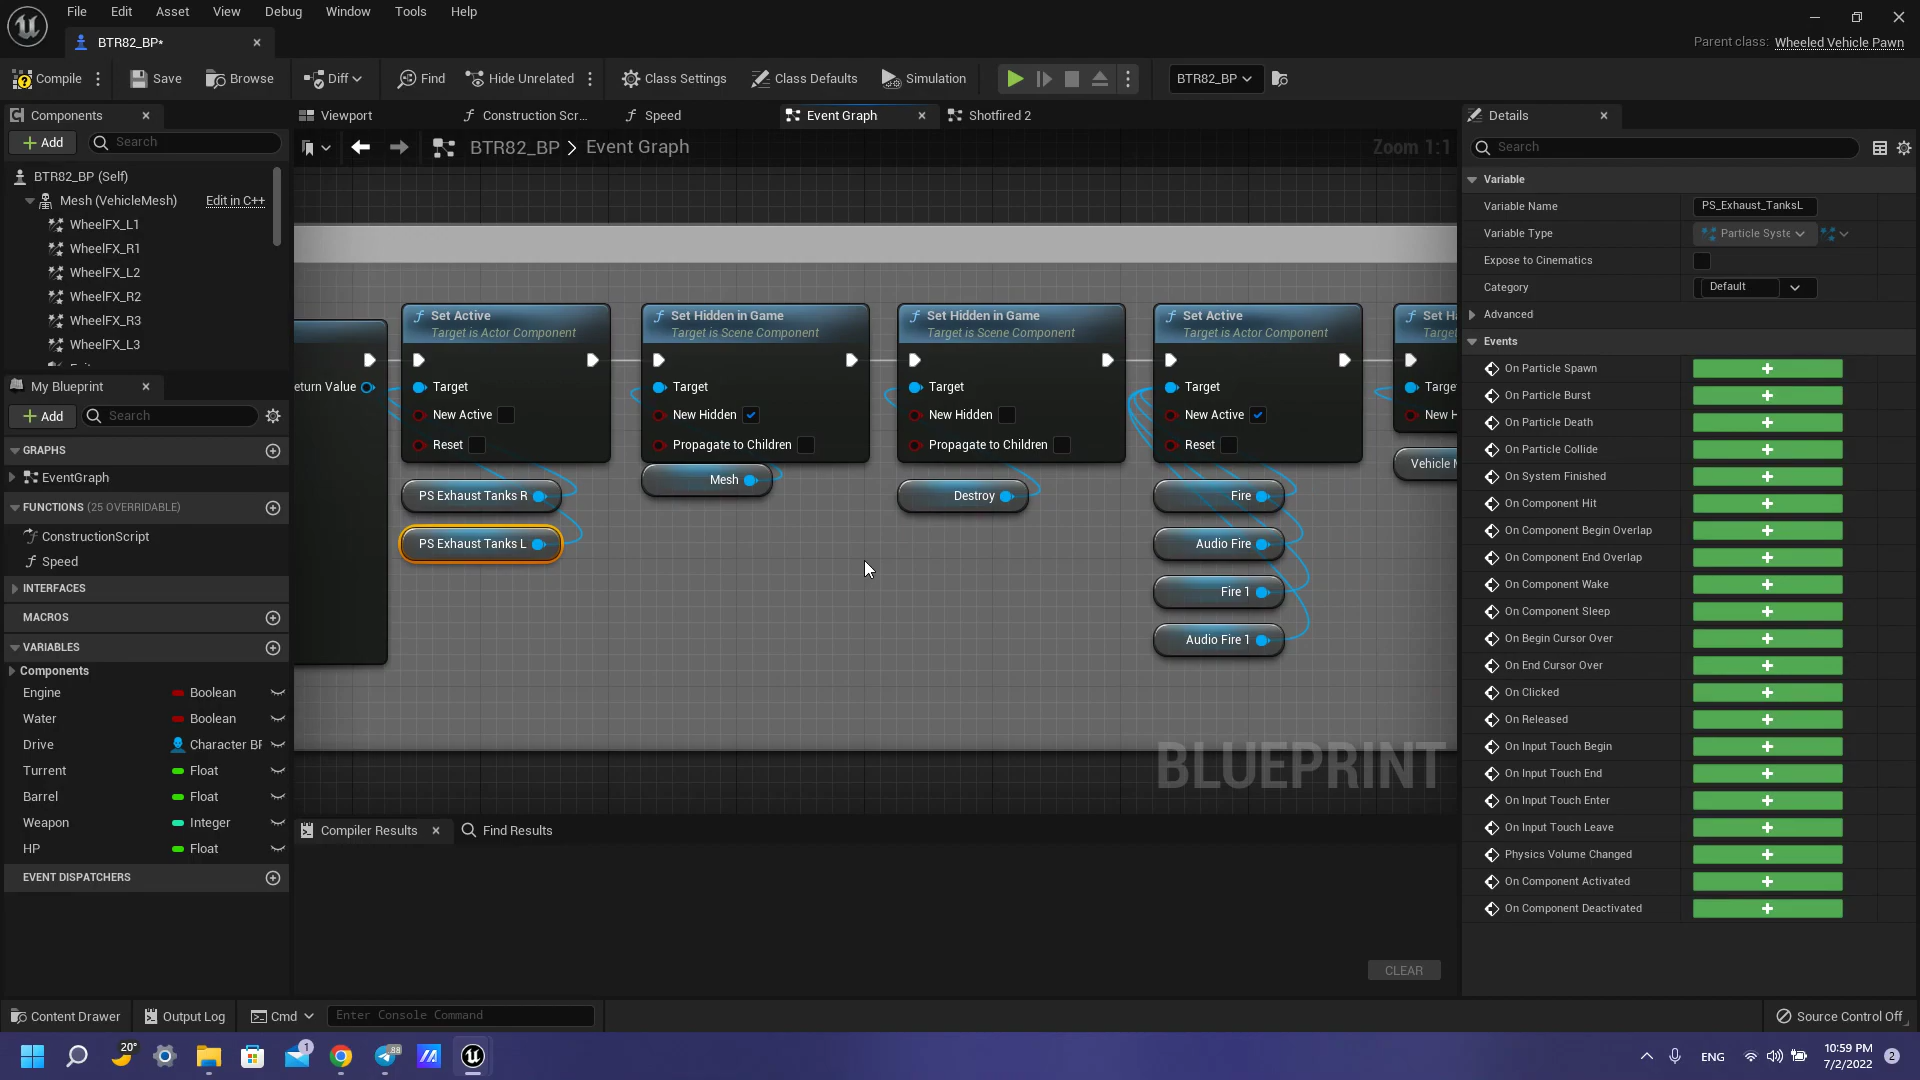 File Edit Asset View Debug Window Tools Help
BTR82_BP*
Parent class: Wheeled Vehicle Pawn
Compile Save Browse Diff Find Hide Unrelated Class Settings Class Defaults Simulation BTR82_BP
Components
Add Search
BTR82_BP (Self)
Mesh (VehicleMesh) Edit in C++
WheelFX_L1
WheelFX_R1
WheelFX_L2
WheelFX_R2
WheelFX_R3
WheelFX_L3
My Blueprint
Add Search
GRAPHS
EventGraph
FUNCTIONS (25 OVERRIDABLE)
ConstructionScript
Speed
INTERFACES
MACROS
VARIABLES
Components
Engine Boolean
Water Boolean
Drive Character BP
Turrent Float
Barrel Float
Weapon Integer
HP Float
EVENT DISPATCHERS
Viewport Construction Scr... Speed Event Graph Shotfired 2
BTR82_BP > Event Graph Zoom 1:1
eturn Value
Set Active
Target is Actor Component
Target
New Active
Reset
PS Exhaust Tanks R
PS Exhaust Tanks L
Set Hidden in Game
Target is Scene Component
Target
New Hidden
Propagate to Children
Mesh
Set Hidden in Game
Target is Scene Component
Target
New Hidden
Propagate to Children
Destroy
Set Active
Target is Actor Component
Target
New Active
Reset
Fire
Audio Fire
Fire 1
Audio Fire 1
Set H
Target
Targe
New H
Vehicle M
BLUEPRINT
Compiler Results Find Results
CLEAR
Details
Search
Variable
Variable Name PS_Exhaust_TanksL
Variable Type Particle Syste
Expose to Cinematics
Category Default
Advanced
Events
On Particle Spawn
On Particle Burst
On Particle Death
On Particle Collide
On System Finished
On Component Hit
On Component Begin Overlap
On Component End Overlap
On Component Wake
On Component Sleep
On Begin Cursor Over
On End Cursor Over
On Clicked
On Released
On Input Touch Begin
On Input Touch End
On Input Touch Enter
On Input Touch Leave
Physics Volume Changed
On Component Activated
On Component Deactivated
Content Drawer Output Log Cmd Enter Console Command Source Control Off
20° 1 88 ENG 10:59 PM 2
7/2/2022